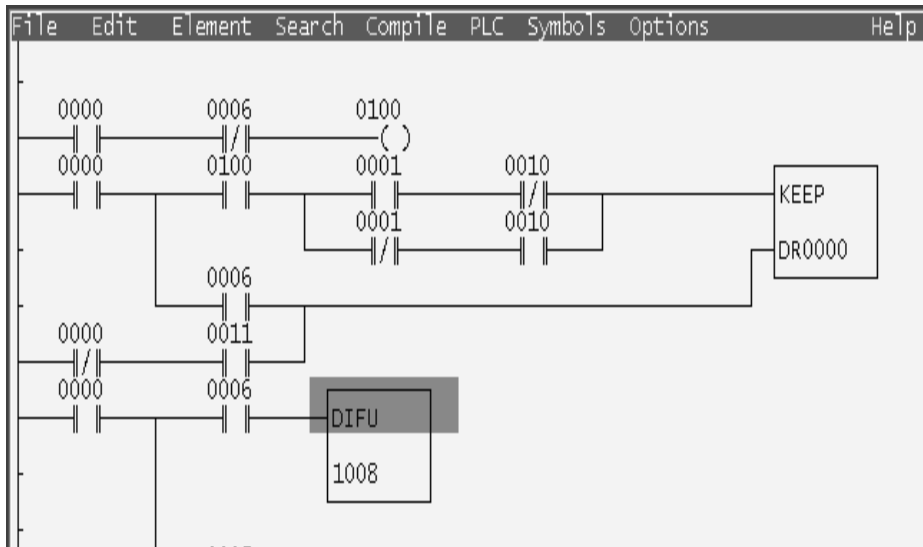 File Edit Element Search Compile PLC Symbols Options Help
0000 0006 0100
0000 0100 0001 0010
KEEP
0001 0010
DR0000
0006
0000 0011
0000 0006
DIFU
1008